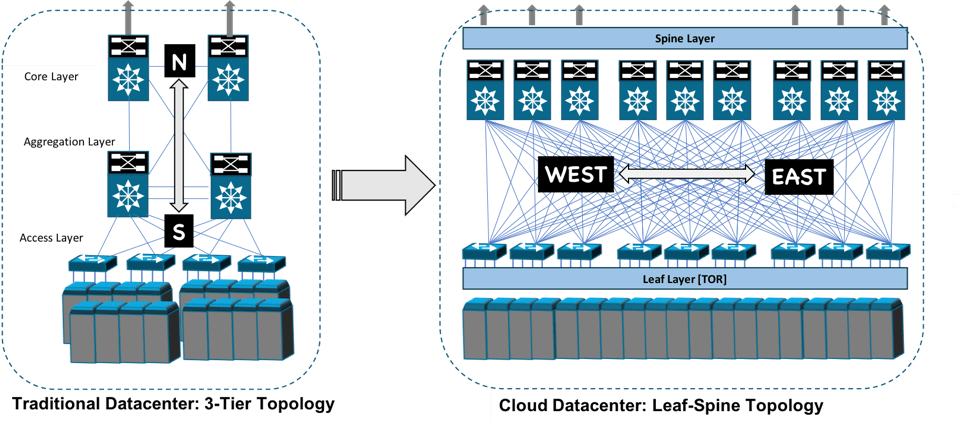 N
Core Layer
Aggregation Layer
S
Access Layer
Traditional Datacenter: 3-Tier Topology
Spine Layer
WEST
EAST
Leaf Layer [TOR]
Cloud Datacenter: Leaf-Spine Topology